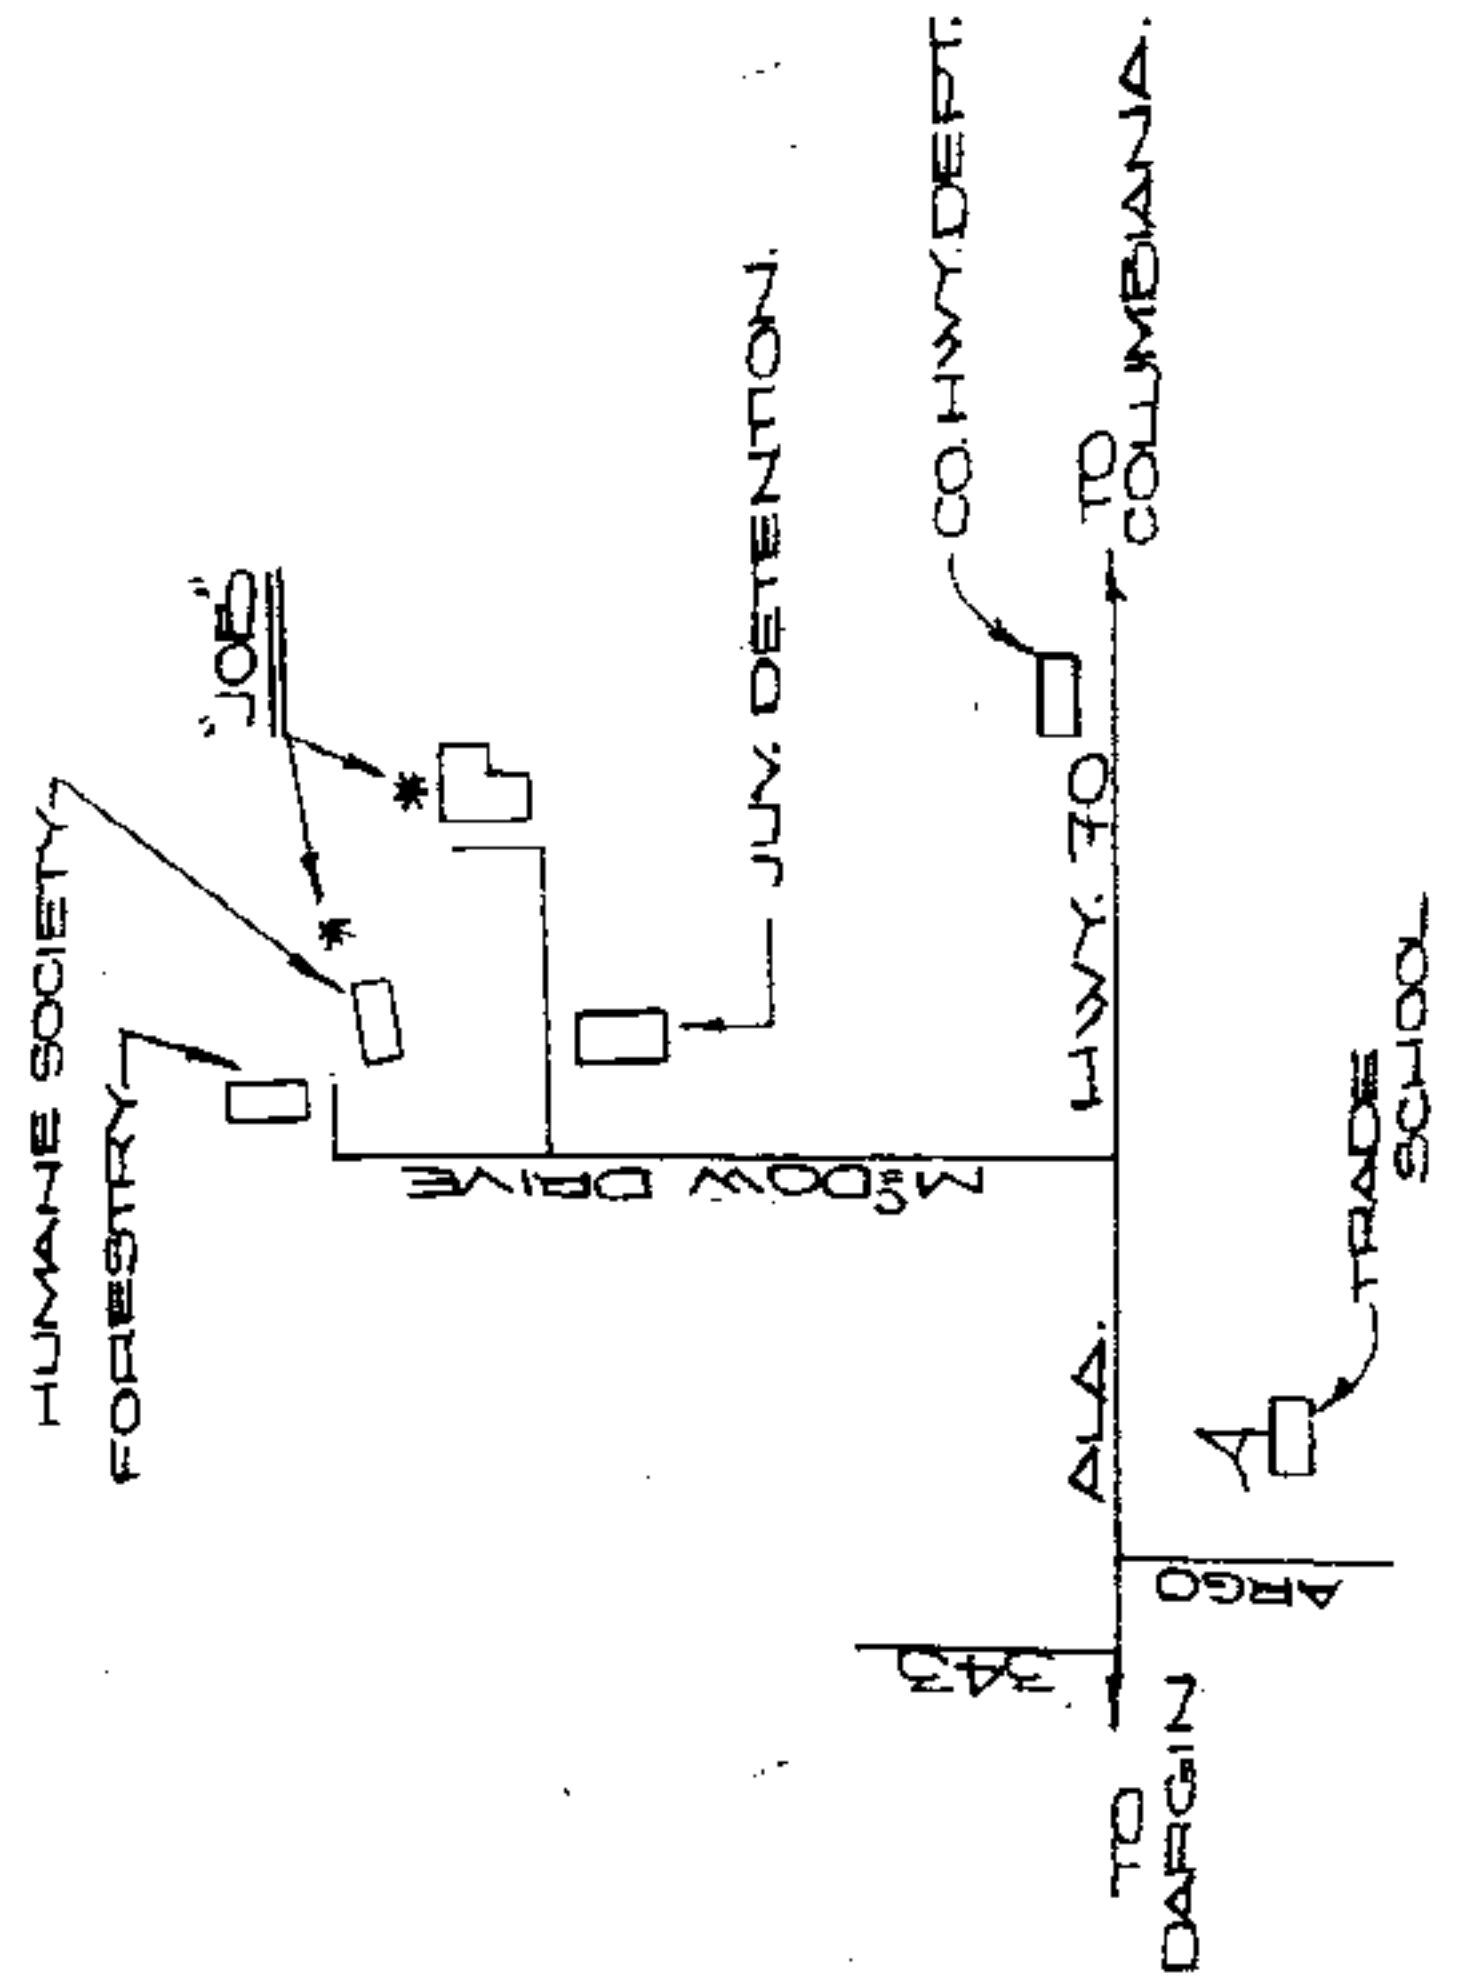 HUMANE SOCIETY
FORESTRY
"JOB"
JUV. DETENTION.
CO. HWY. DEPT.
TO
COLUMBIANA.
McDOW DRIVE
ALA. HWY. 70
TRADE
SCHOOL
ARGO
343
TO
DARGIN